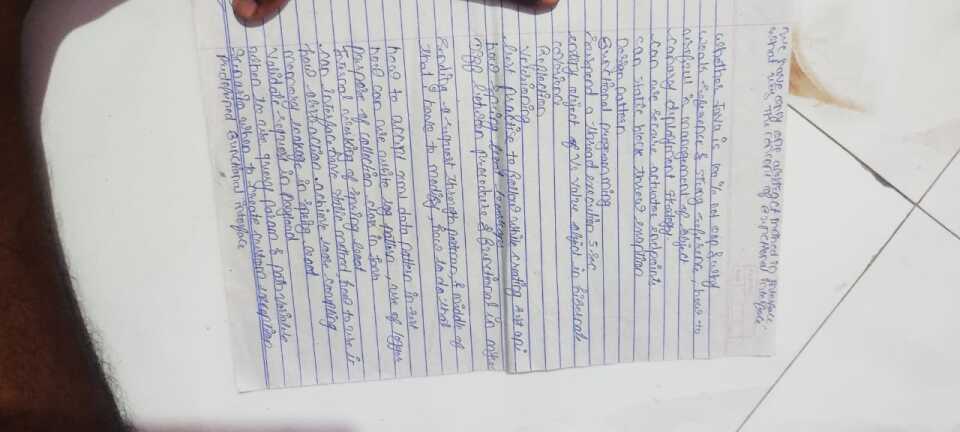 We have only one abstract method in interface,
what was the concept of Functional interface
whether Java is 100 % not oop & why
weak reference & strong reference, how to
in management of object
canary deployment strategy
can we secure actuator endpoints
can static block throw exception
Design pattern
Functional programming
Suspend a thread execution 5 sec
entity object of Vs value object in hibernate
Reflection
Versioning
best practise to follow while creating rest api
how spring boot
diff between procedure & functional in
Sending a request through postman, & middle of
that i have to modify, how to do that
how to accept xml data pattern in rest
how can we write log pattern, use of logger
purpose of collection class in Java
Internal working of spring boot
can interface have static method, how to use it
how abstraction achieve loose coupling
memory leakage in spring boot
Validate request in payload
when to use query param & path variable
Scenario when to create custom exception
Predefined Functional interface